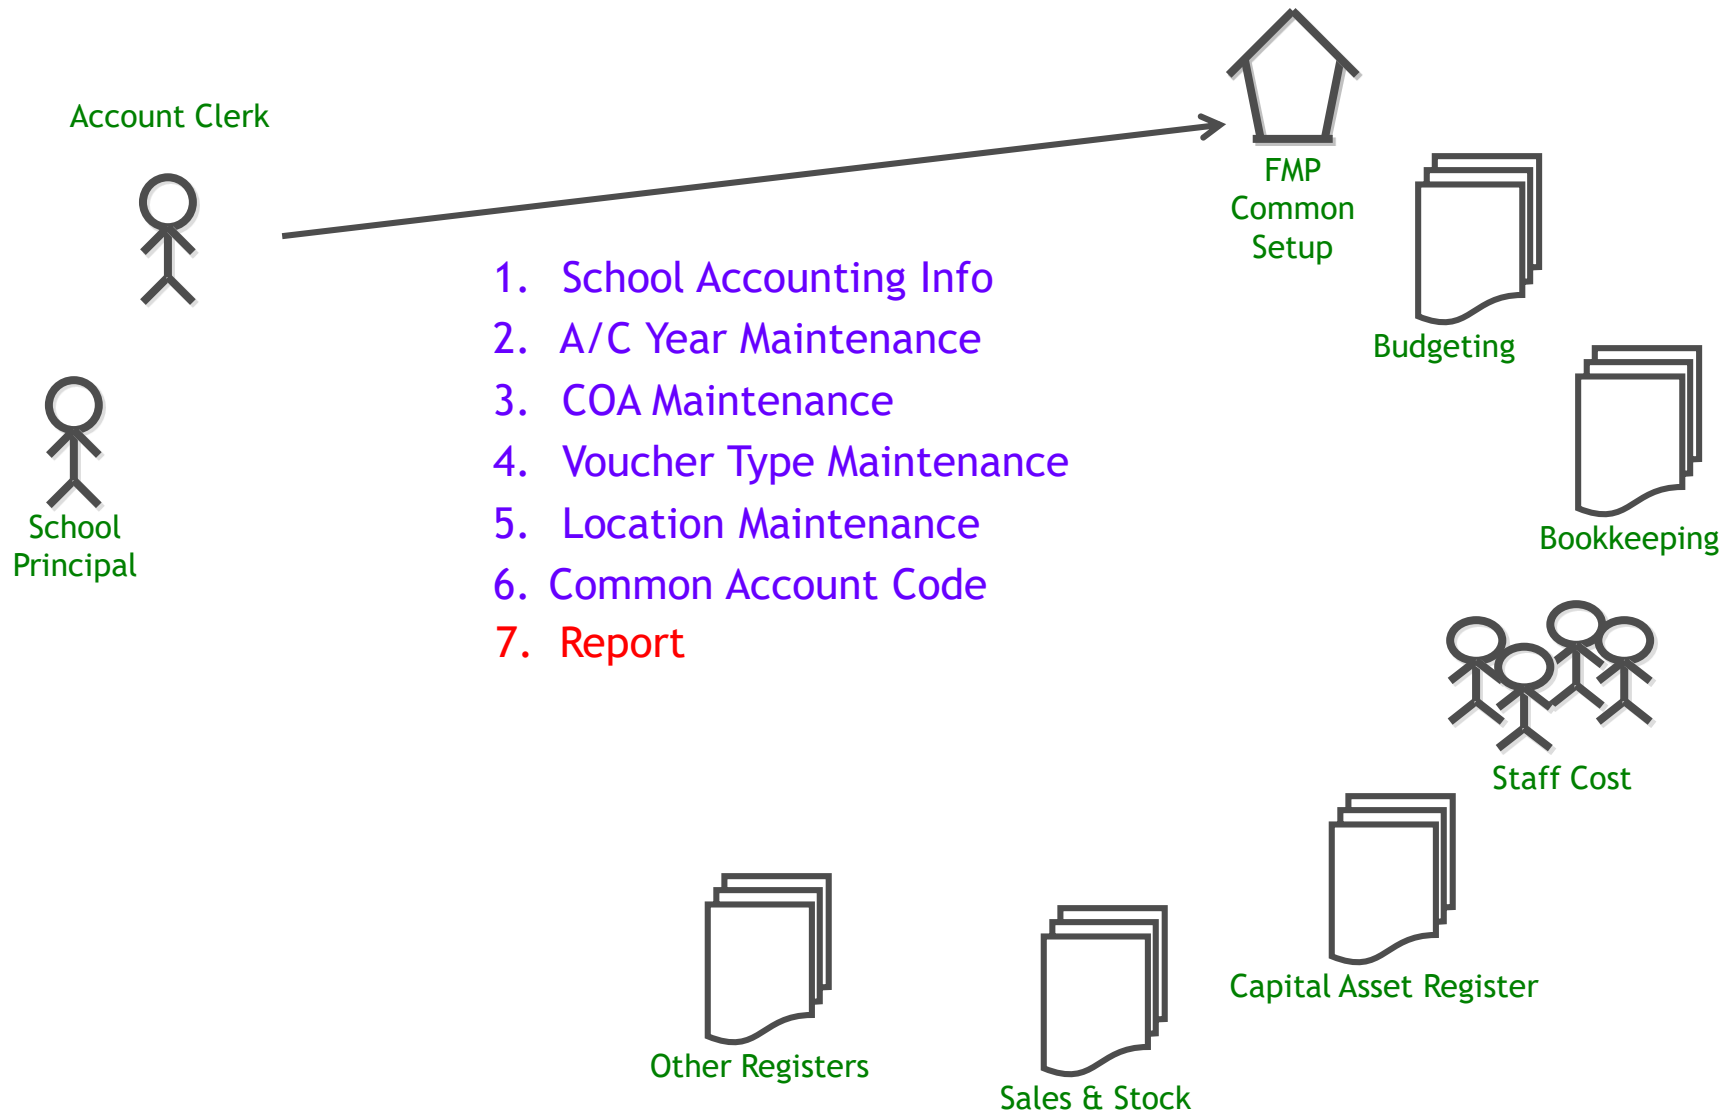 Account Clerk
FMP
Common
Setup
1. School Accounting Info
2. A/C Year Maintenance
Budgeting
3. COA Maintenance
4. Voucher Type Maintenance
School
Principal
5. Location Maintenance
Bookkeeping
6. Common Account Code
7. Report
Staff Cost
Capital Asset Register
Other Registers
Sales & Stock